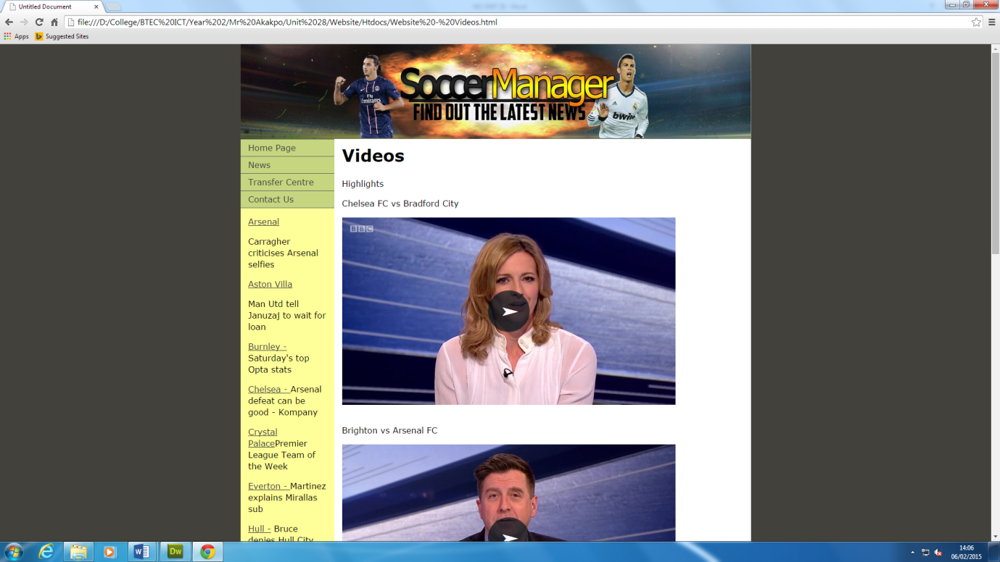 Untitled Document
file:///D:/College/BTEC%20ICT/Year%202/Mr%20Akakpo/Unit%2028/Website/Htdocs/Website%20-%20Videos.html
Apps
Suggested Sites
SoccerManager
FIND OUT THE LATEST NEWS
Fly
Emirates
bwin
Home Page
News
Transfer Centre
Contact Us
Arsenal
Carragher
criticises Arsenal
selfies
Aston Villa
Man Utd tell
Januzaj to wait for
loan
Burnley -
Saturday's top
Opta stats
Chelsea - Arsenal
defeat can be
good - Kompany
Crystal
PalacePremier
League Team of
the Week
Everton - Martinez
explains Mirallas
sub
Hull - Bruce
denies Hull City
Videos
Highlights
Chelsea FC vs Bradford City
BBC
Brighton vs Arsenal FC
W
Dw
14:06
06/02/2015